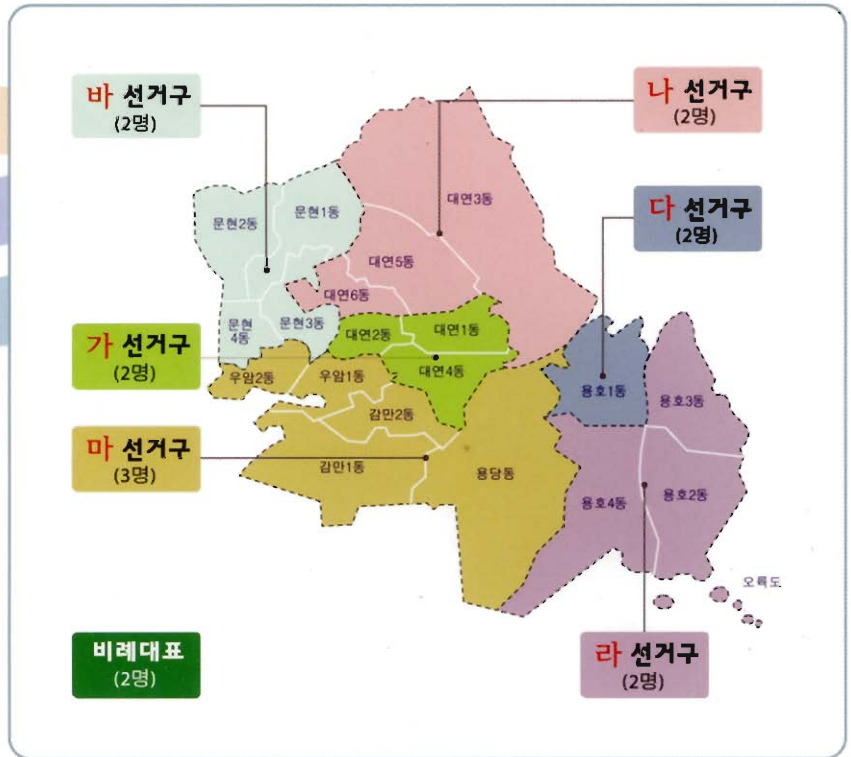 바 선거구
(2명)
나 선거구
(2명)
다 선거구
(2명)
가 선거구
(2명)
마 선거구
(3명)
라 선거구
(2명)
비례대표
(2명)
대연3동
문현1동
문현2동
대연5동
대연6동
문현3동
문현
4동
대연2동
대연1동
대연4동
우암2동
우암1동
감만2동
감만1동
용당동
용호1동
용호3동
용호4동
용호2동
오륙도